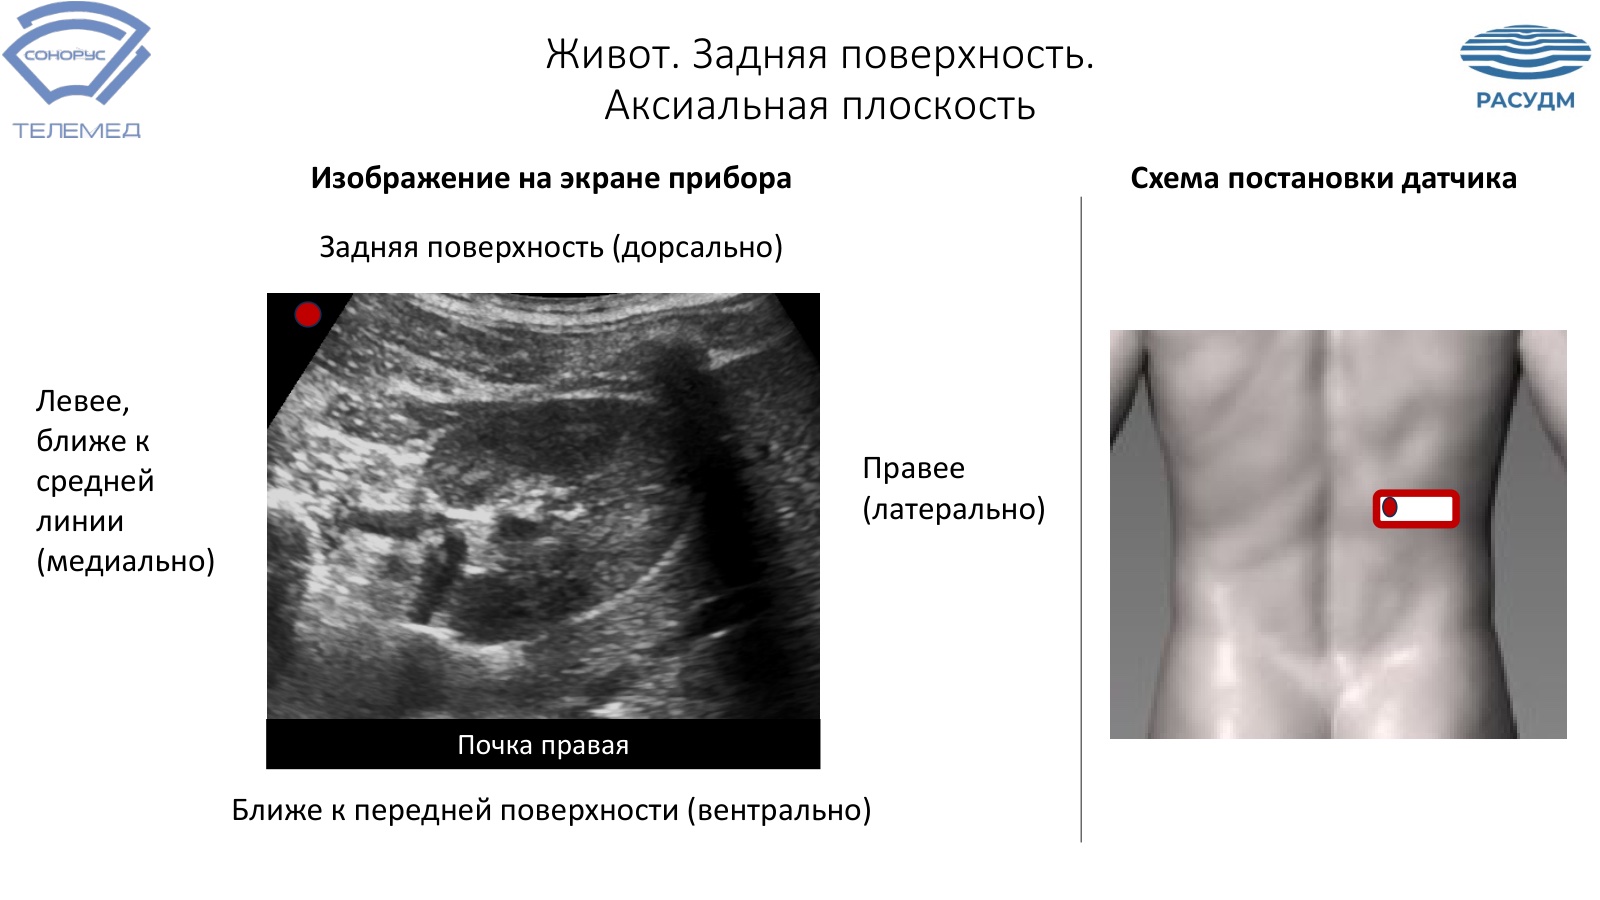 СОНОРУС
ТЕЛЕМЕД
Живот. Задняя поверхность.
Аксиальная плоскость
РАСУДМ
Изображение на экране прибора
Схема постановки датчика
Задняя поверхность (дорсально)
Левее,
ближе к
средней
линии
(медиально)
Правее
(латерально)
Почка правая
Ближе к передней поверхности (вентрально)